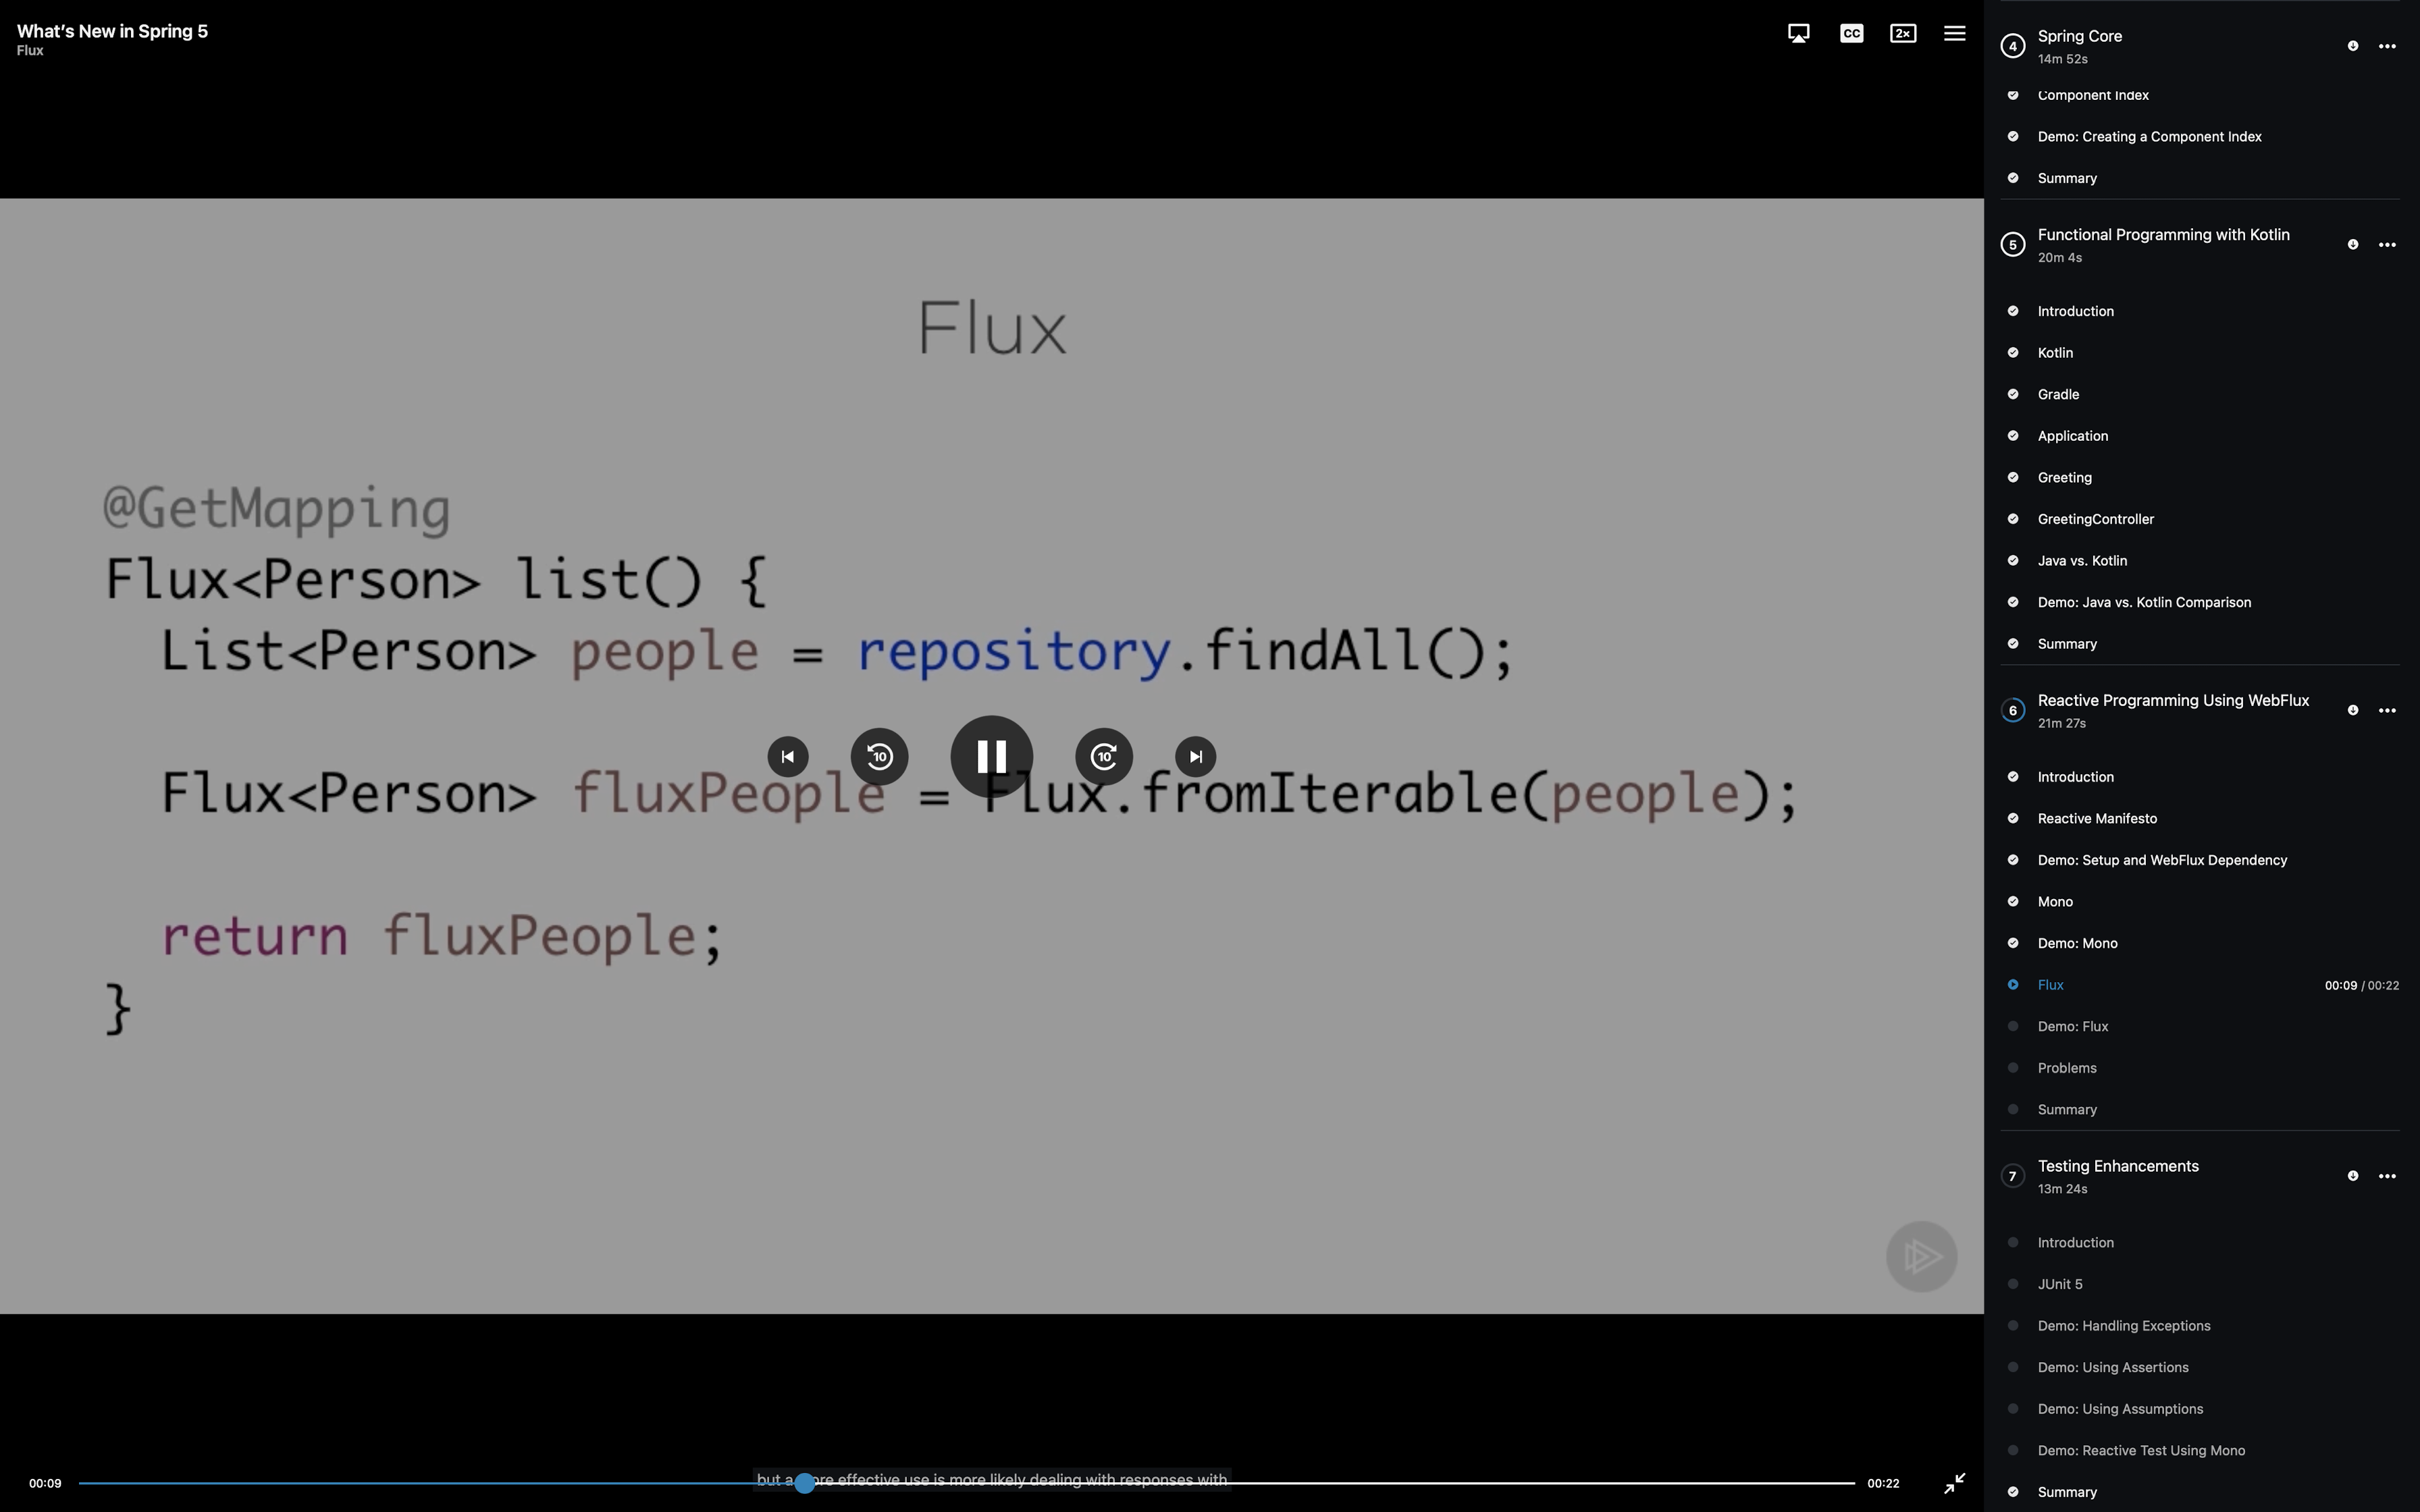 What's New in Spring 5
Flux
CC
2×
Flux
@GetMapping
Flux<Person> list() {
List<Person> people = repository.findAll();
10
10
Flux<Person> fluxPeople = Flux.fromIterable(people);
return fluxPeople;
}
00:09
but a more effective use is more likely dealing with responses with
00:22
4
Spring Core
14m 52s
Component Index
Demo: Creating a Component Index
Summary
5
Functional Programming with Kotlin
20m 4s
Introduction
Kotlin
Gradle
Application
Greeting
GreetingController
Java vs. Kotlin
Demo: Java vs. Kotlin Comparison
Summary
6
Reactive Programming Using WebFlux
21m 27s
Introduction
Reactive Manifesto
Demo: Setup and WebFlux Dependency
Mono
Demo: Mono
Flux 00:09 / 00:22
Demo: Flux
Problems
Summary
7
Testing Enhancements
13m 24s
Introduction
JUnit 5
Demo: Handling Exceptions
Demo: Using Assertions
Demo: Using Assumptions
Demo: Reactive Test Using Mono
Summary